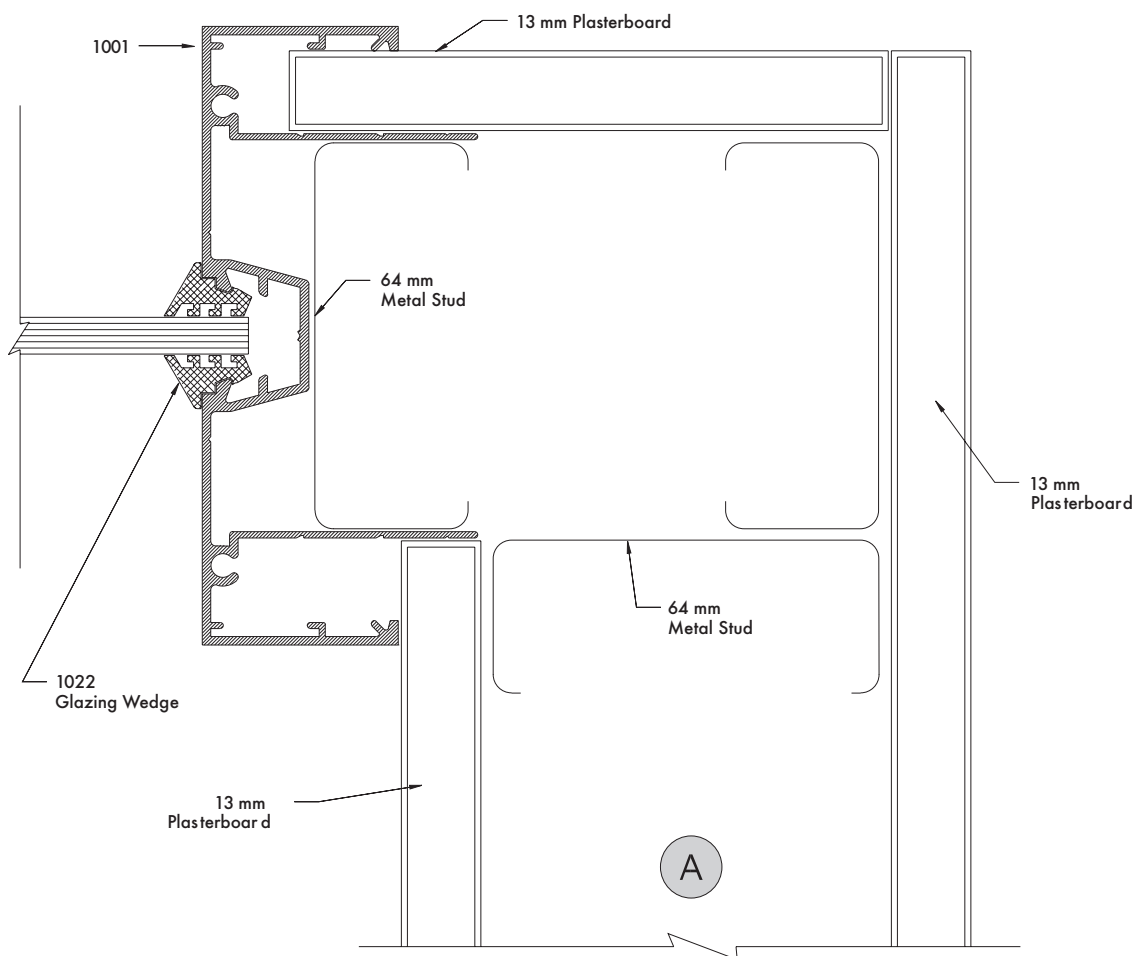 13 mm Plasterboard
1001
64 mm
Metal Stud
13 mm
Plasterboard
64 mm
Metal Stud
1022
Glazing Wedge
13 mm
Plasterboard
A